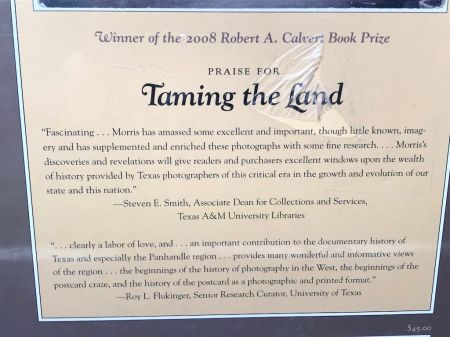 Winner of the 2008 Robert A. Calvert Book Prize
PRAISE FOR
Taming the Land
“Fascinating . . . Morris has amassed some excellent and important, though little known, imag-
ery and has supplemented and enriched these photographs with some fine research. . . . Morris’s
discoveries and revelations will give readers and purchasers excellent windows upon the wealth
of history provided by Texas photographers of this critical era in the growth and evolution of our
state and this nation.”
—Steven E. Smith, Associate Dean for Collections and Services,
Texas A&M University Libraries
“. . . clearly a labor of love, and . . . an important contribution to the documentary history of
Texas and especially the Panhandle region . . . provides many wonderful and informative views
of the region . . . the beginnings of the history of photography in the West, the beginnings of the
postcard craze, and the history of the postcard as a photographic and printed format.”
—Roy L. Flukinger, Senior Research Curator, University of Texas
$45.00